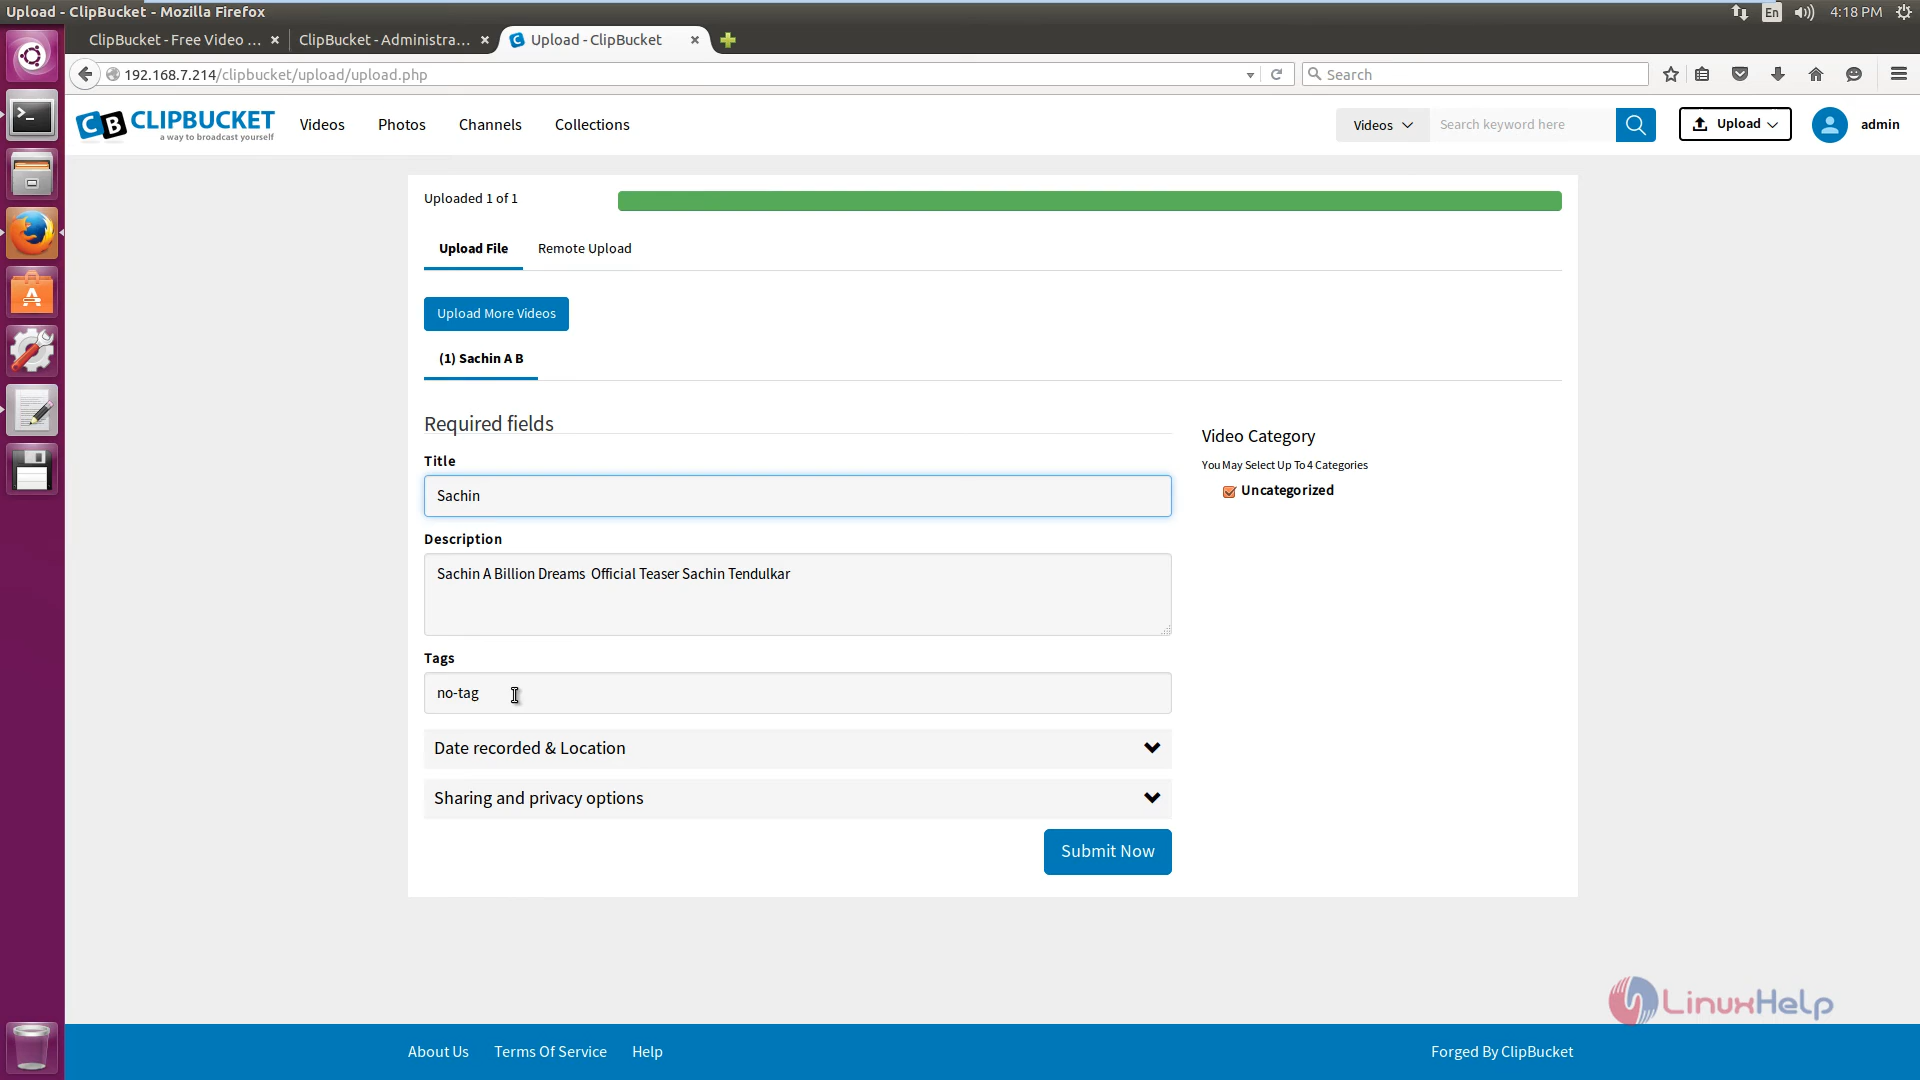 Upload - ClipBucket - Mozilla Firefox
En
4:18 PM
ClipBucket - Free Video ...
ClipBucket - Administra...
Upload - ClipBucket
192.168.7.214/clipbucket/upload/upload.php
Search
CB CLIPBUCKET
a way to broadcast yourself
Videos
Photos
Channels
Collections
Videos
Search keyword here
Upload
admin
Uploaded 1 of 1
Upload File
Remote Upload
Upload More Videos
(1) Sachin A B
Required fields
Title
Sachin
Description
Sachin A Billion Dreams  Official Teaser Sachin Tendulkar
Tags
no-tag
Date recorded & Location
Sharing and privacy options
Submit Now
Video Category
You May Select Up To 4 Categories
Uncategorized
LinuxHelp
About Us
Terms Of Service
Help
Forged By ClipBucket